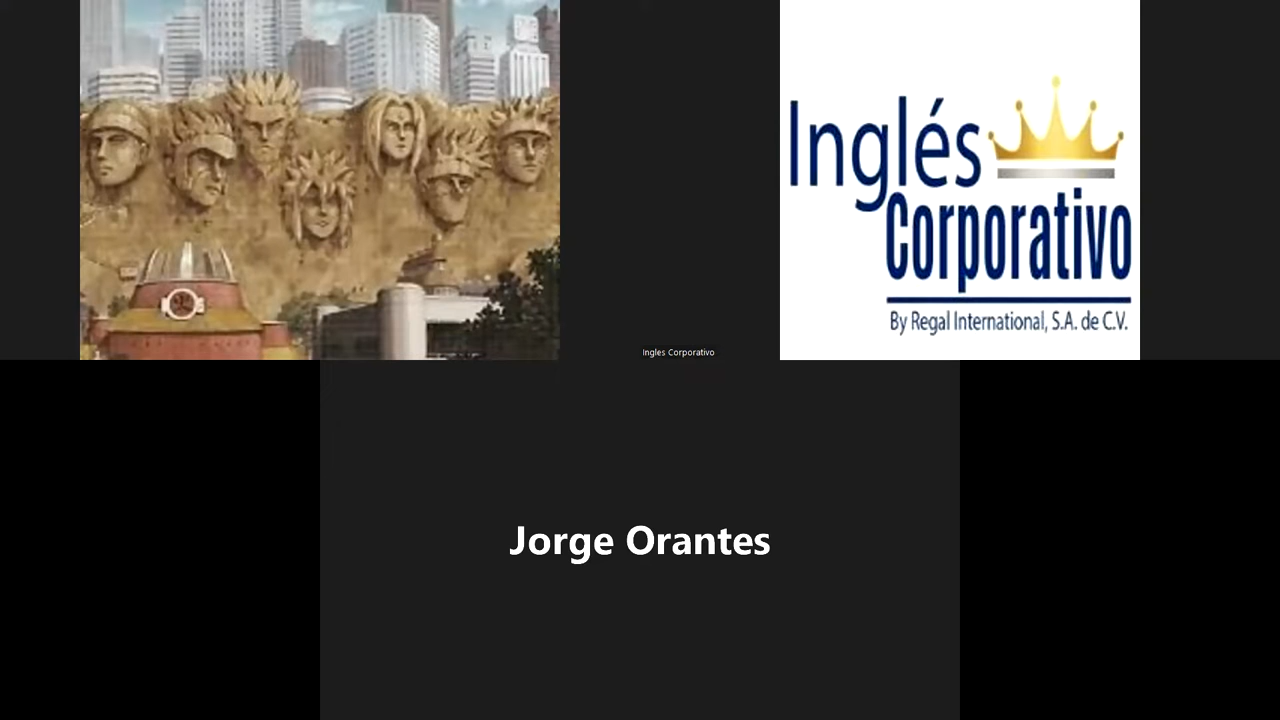 Inglés
Corporativo
By Regal International, S.A. de C.V.
Ingles Corporativo
Jorge Orantes